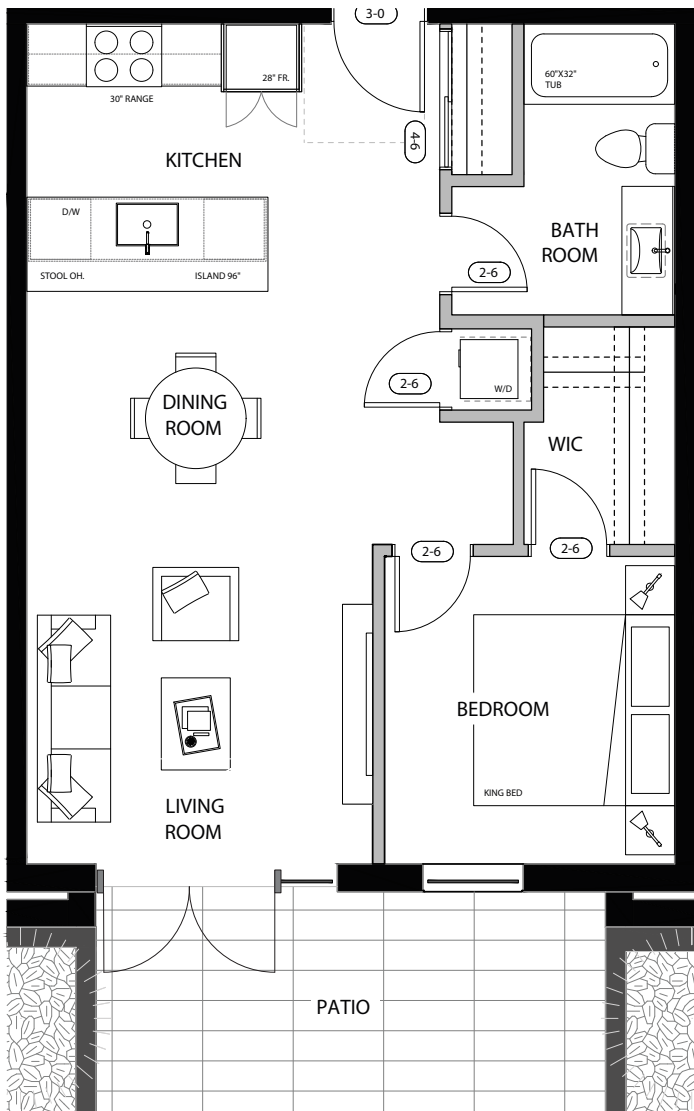 3-0
28" FR.
60"X32"
TUB
30" RANGE
4-6
KITCHEN
D/W
BATH
ROOM
STOOL OH.
ISLAND 96"
2-6
2-6
W/D
DINING
ROOM
WIC
2-6
2-6
BEDROOM
KING BED
LIVING
ROOM
PATIO